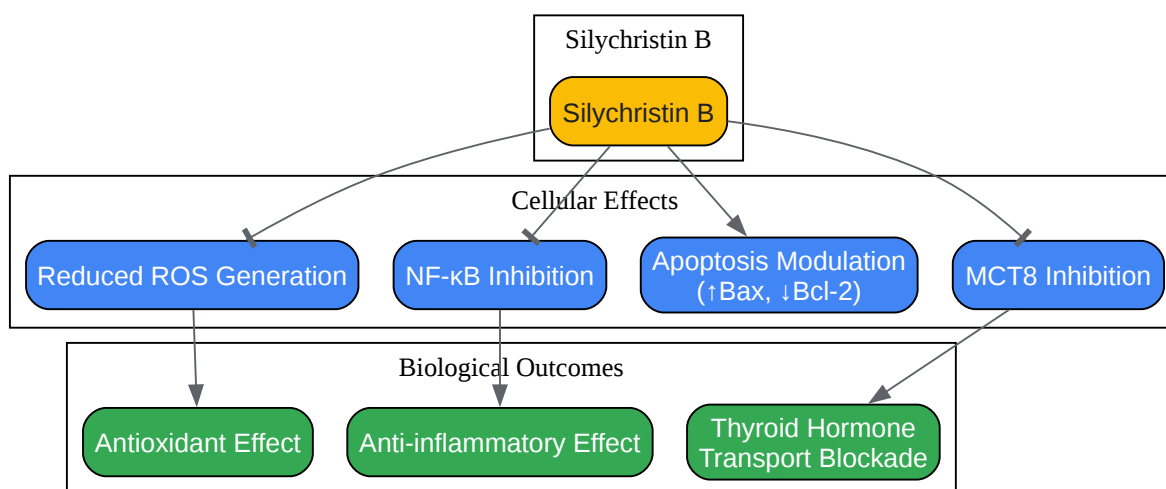 Silychristin B
Silychristin B
Cellular Effects
Reduced ROS Generation
NF-κB Inhibition
Apoptosis Modulation
(↑Bax, ↓Bcl-2)
MCT8 Inhibition
Biological Outcomes
Antioxidant Effect
Anti-inflammatory Effect
Thyroid Hormone
Transport Blockade